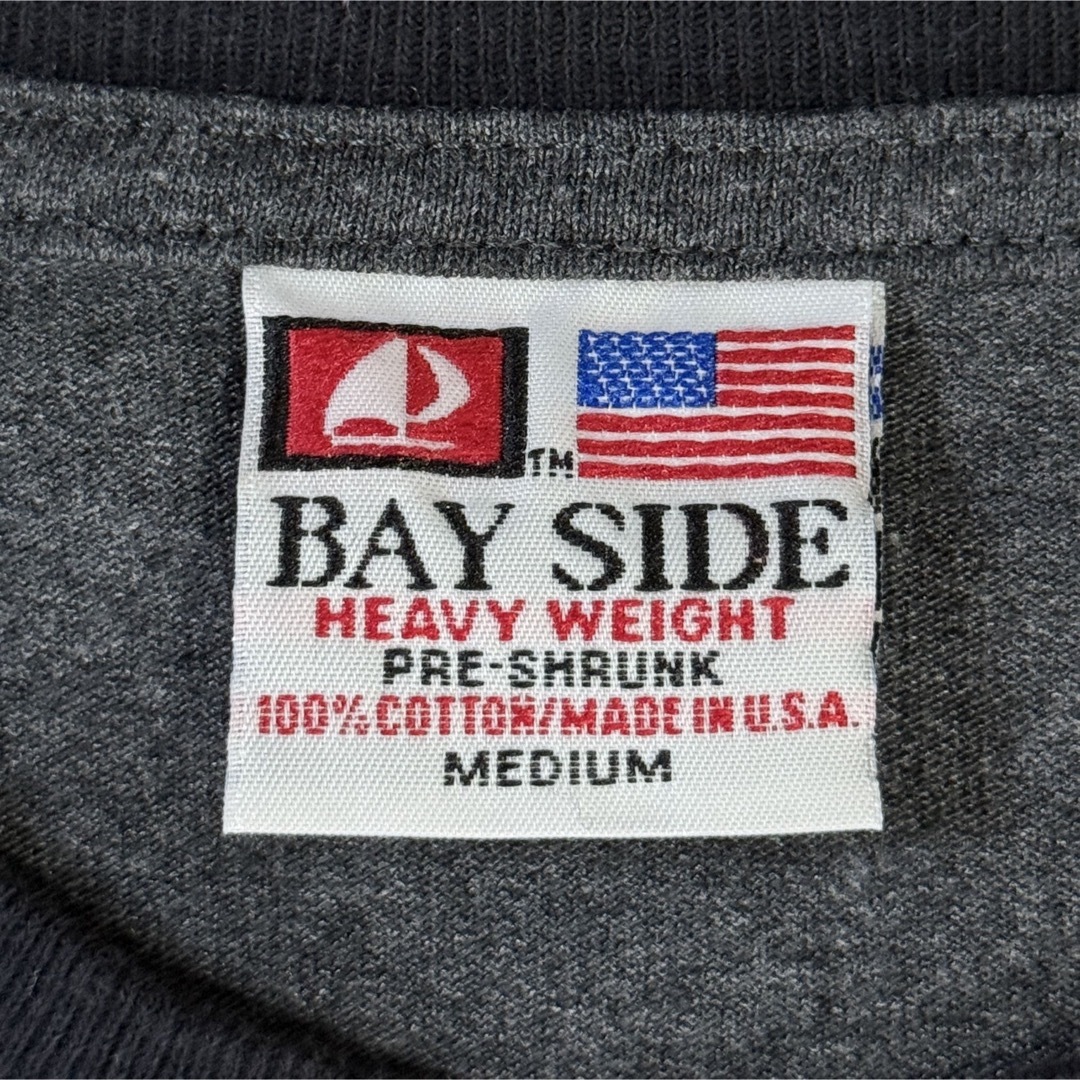 TM
BAY SIDE
HEAVY WEIGHT
PRE-SHRUNK
100% COTTON/MADE IN U.S.A.
MEDIUM